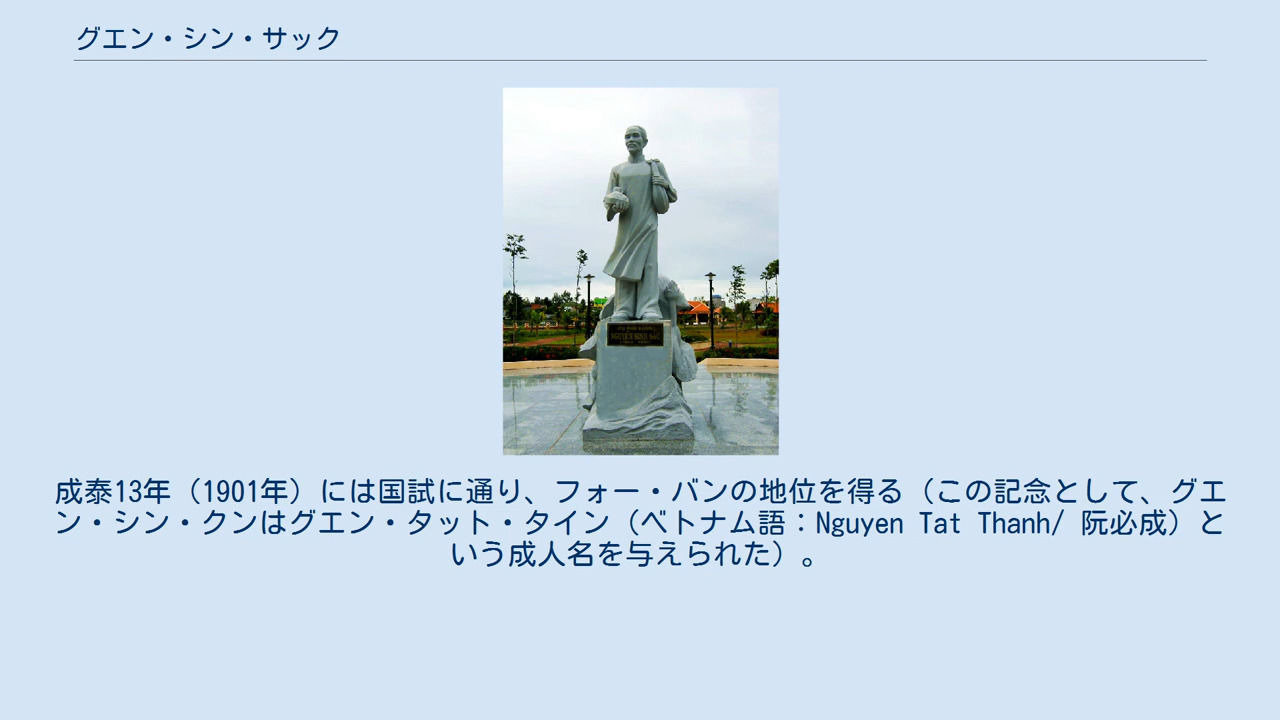 グエン・シン・サック
NGUYEN SINH SAC
成泰13年（1901年）には国試に通り、フォー・バンの地位を得る（この記念として、グエ
ン・シン・クンはグエン・タット・タイン（ベトナム語：Nguyen Tat Thanh/ 阮必成）と
いう成人名を与えられた）。